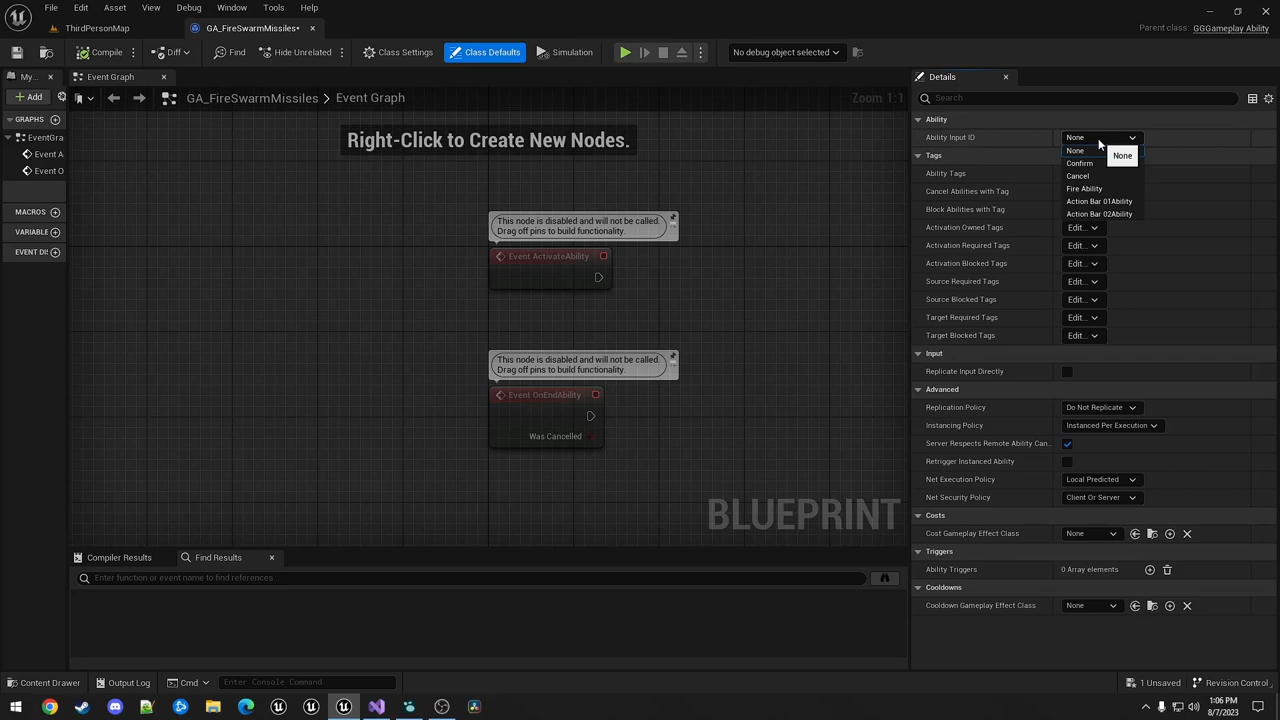 File Edit Asset View Debug Window Tools Help
ThirdPersonMap GA_FireSwarmMissiles• Parent class: GGGameplay Ability
Compile Diff Find Hide Unrelated Class Settings Class Defaults Simulation No debug object selected
My... Event Graph Details
+ Add GA_FireSwarmMissiles > Event Graph Zoom 1:1 Search
GRAPHS Ability
EventGra Right-Click to Create New Nodes. Ability Input ID None
Event A None
Event O Confirm
Cancel
Fire Ability
Action Bar 01Ability
Action Bar 02Ability
None
Tags
Ability Tags
Cancel Abilities with Tag
Block Abilities with Tag
MACROS
VARIABLE
EVENT DIS
This node is disabled and will not be called.
Drag off pins to build functionality.
Event ActivateAbility
This node is disabled and will not be called.
Drag off pins to build functionality.
Event OnEndAbility
Was Cancelled
BLUEPRINT
Activation Owned Tags Edit...
Activation Required Tags Edit...
Activation Blocked Tags Edit...
Source Required Tags Edit...
Source Blocked Tags Edit...
Target Required Tags Edit...
Target Blocked Tags Edit...
Input
Replicate Input Directly
Advanced
Replication Policy Do Not Replicate
Instancing Policy Instanced Per Execution
Server Respects Remote Ability Can...
Retrigger Instanced Ability
Net Execution Policy Local Predicted
Net Security Policy Client Or Server
Costs
Cost Gameplay Effect Class None
Triggers
Ability Triggers 0 Array elements
Cooldowns
Cooldown Gameplay Effect Class None
Compiler Results Find Results
Enter function or event name to find references...
Content Drawer Output Log Cmd Enter Console Command 1 Unsaved Revision Control
1:06 PM
8/7/2023